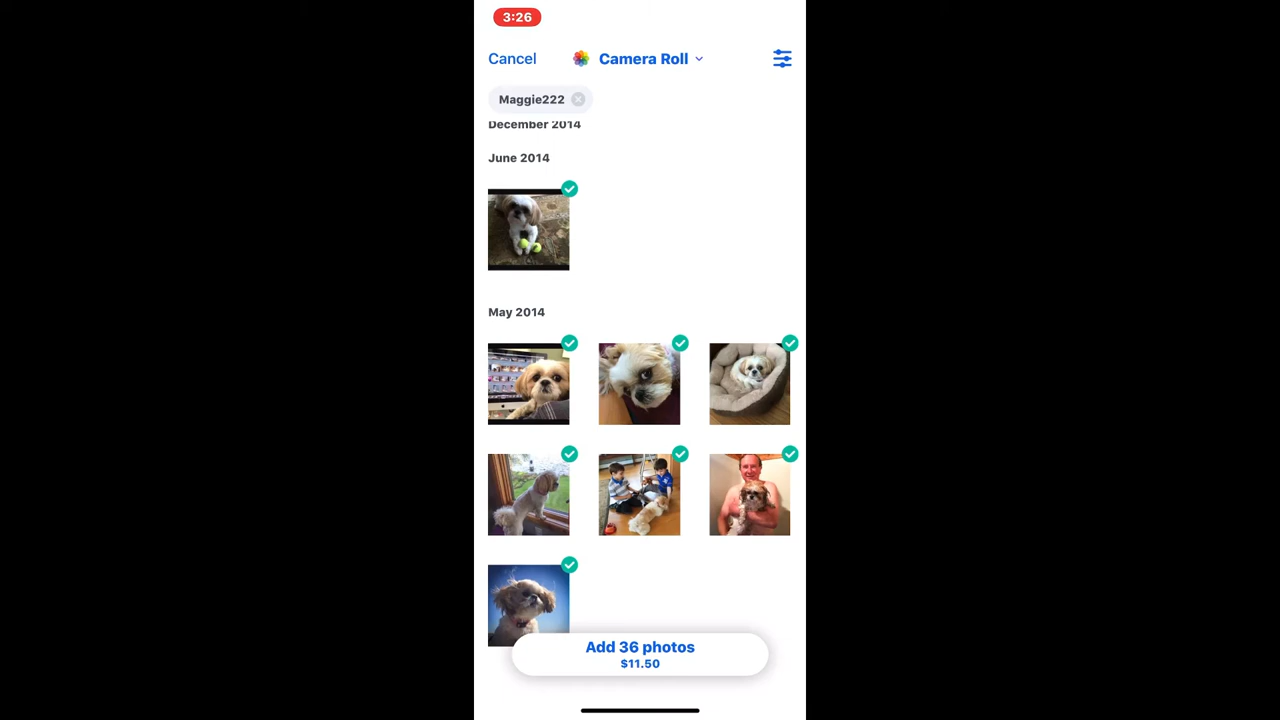 3:26
Cancel
Camera Roll
Maggie222
December 2014
June 2014
May 2014
Add 36 photos
$11.50